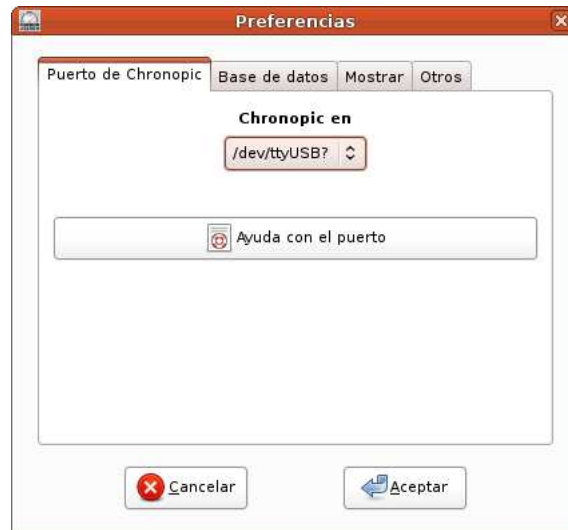 Preferencias
Puerto de Chronopic Base de datos Mostrar Otros
Chronopic en
/dev/ttyUSB?
Ayuda con el puerto
Cancelar Aceptar